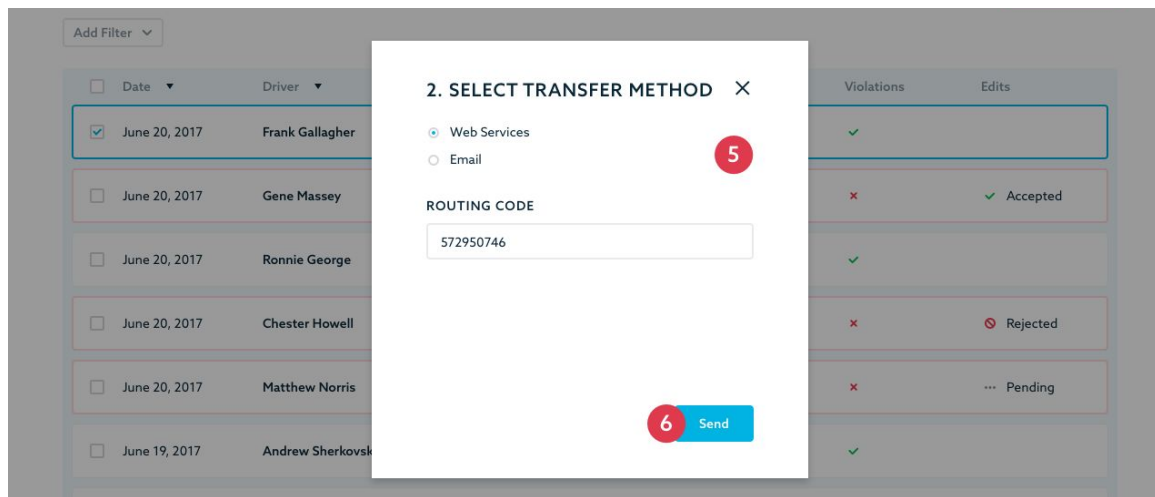 Add Filter
Date Driver Violations Edits
June 20, 2017 Frank Gallagher
June 20, 2017 Gene Massey Accepted
June 20, 2017 Ronnie George
June 20, 2017 Chester Howell Rejected
June 20, 2017 Matthew Norris Pending
June 19, 2017 Andrew Sherkovsk
2. SELECT TRANSFER METHOD
Web Services
Email
5
ROUTING CODE
572950746
6 Send